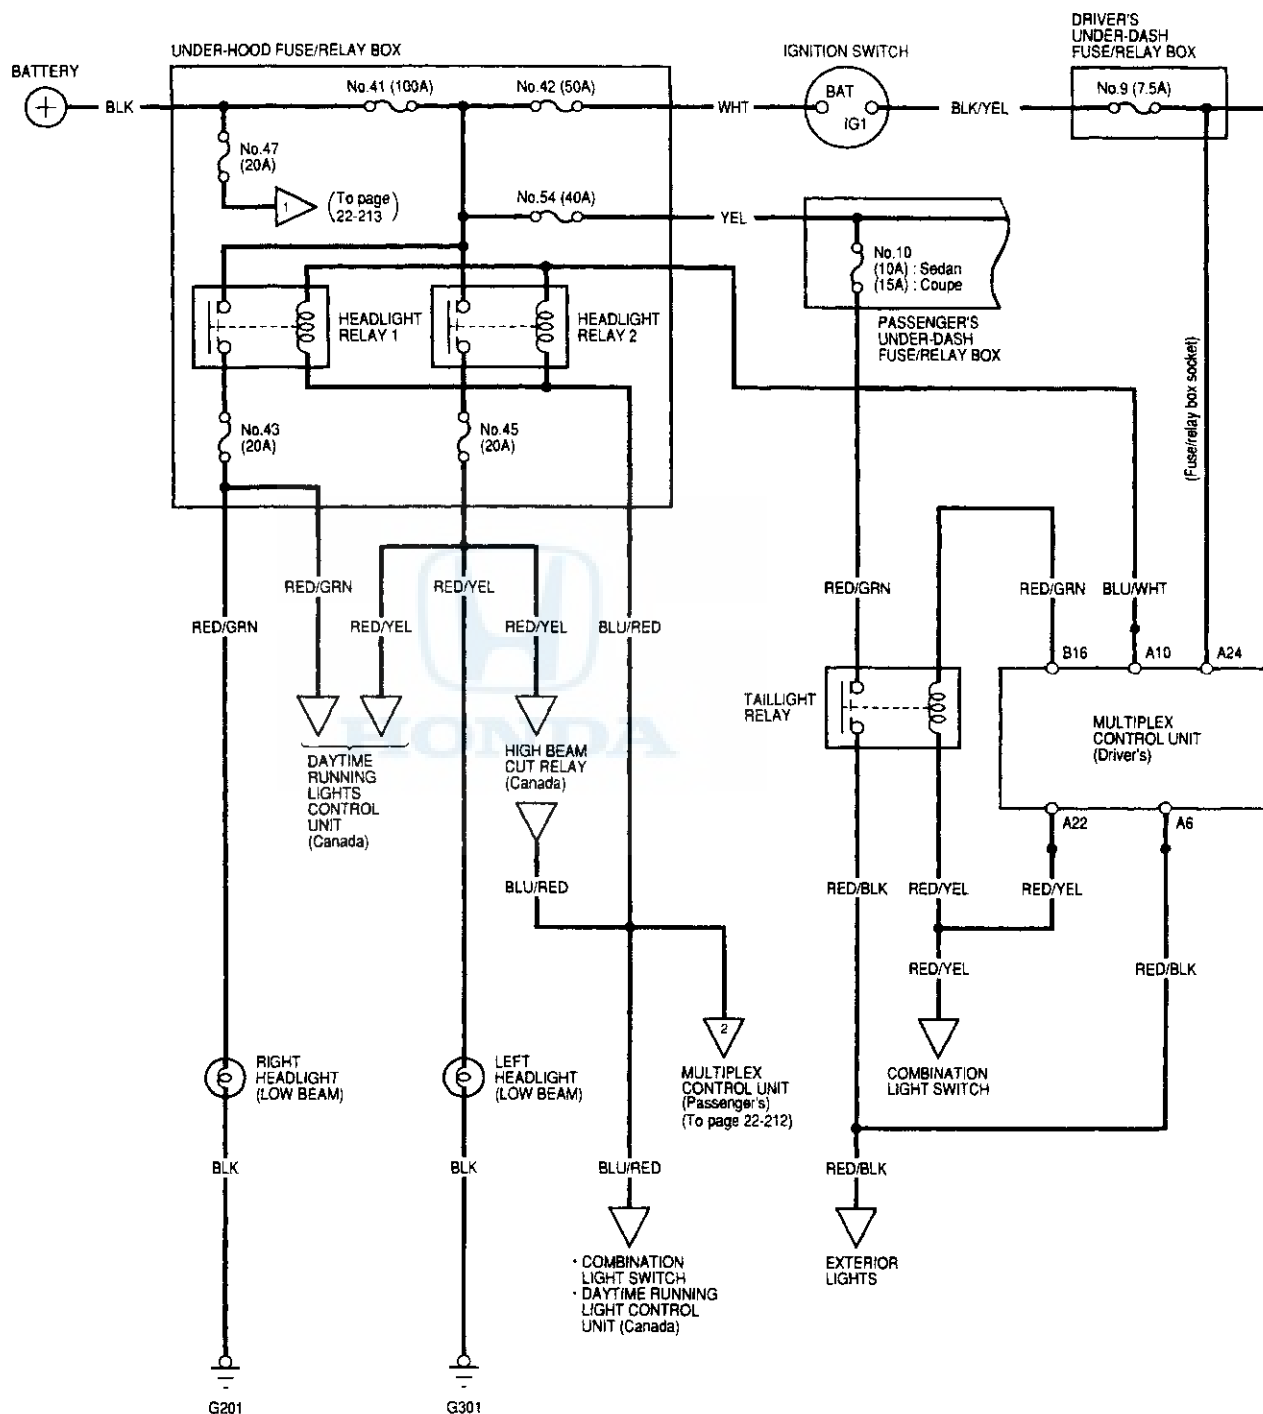 DRIVER'S
UNDER-DASH
FUSE/RELAY BOX
UNDER-HOOD FUSE/RELAY BOX
IGNITION SWITCH
BATTERY
+
BLK
No.41 (100A)
No.42 (50A)
WHT
BAT
IG1
BLK/YEL
No.9 (7.5A)
No.47
(20A)
1
(To page
22-213)
No.54 (40A)
YEL
No.10
(10A) : Sedan
(15A) : Coupe
HEADLIGHT
RELAY 1
HEADLIGHT
RELAY 2
PASSENGER'S
UNDER-DASH
FUSE/RELAY BOX
(Fuse/relay box socket)
No.43
(20A)
No.45
(20A)
RED/GRN
RED/YEL
RED/GRN
RED/GRN
BLU/WHT
RED/GRN
RED/YEL
RED/YEL
BLU/RED
B16
A10
A24
TAILLIGHT
RELAY
MULTIPLEX
CONTROL UNIT
(Driver's)
HONDA
DAYTIME
RUNNING
LIGHTS
CONTROL
UNIT
(Canada)
HIGH BEAM
CUT RELAY
(Canada)
A22
A6
BLU/RED
RED/BLK
RED/YEL
RED/YEL
RED/YEL
RED/BLK
2
RIGHT
HEADLIGHT
(LOW BEAM)
LEFT
HEADLIGHT
(LOW BEAM)
MULTIPLEX
CONTROL UNIT
(Passenger's)
(To page 22-212)
COMBINATION
LIGHT SWITCH
BLK
BLK
BLU/RED
RED/BLK
· COMBINATION
LIGHT SWITCH
· DAYTIME RUNNING
LIGHT CONTROL
UNIT (Canada)
EXTERIOR
LIGHTS
G201
G301